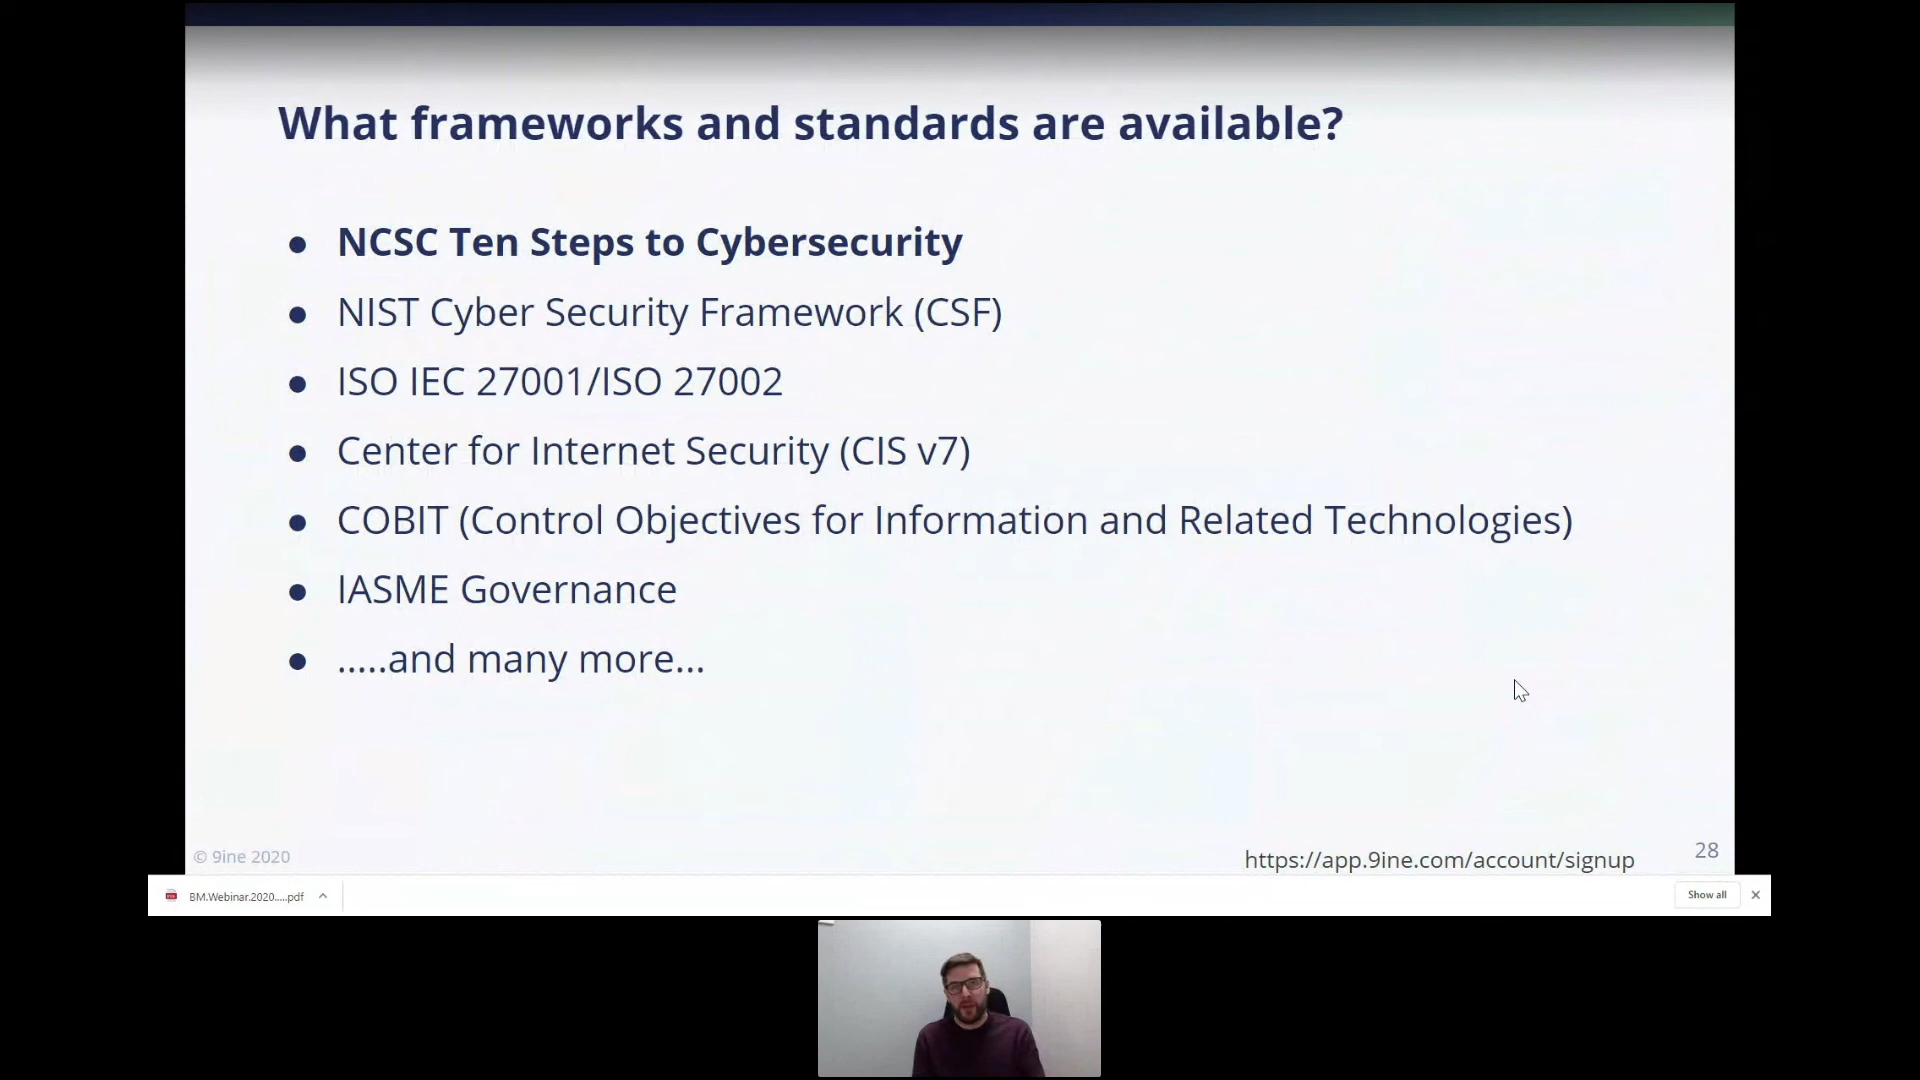 What frameworks and standards are available?
● NCSC Ten Steps to Cybersecurity
● NIST Cyber Security Framework (CSF)
● ISO IEC 27001/ISO 27002
● Center for Internet Security (CIS v7)
● COBIT (Control Objectives for Information and Related Technologies)
● IASME Governance
● .....and many more...
© 9ine 2020
https://app.9ine.com/account/signup
28
BM.Webinar.2020.....pdf
Show all